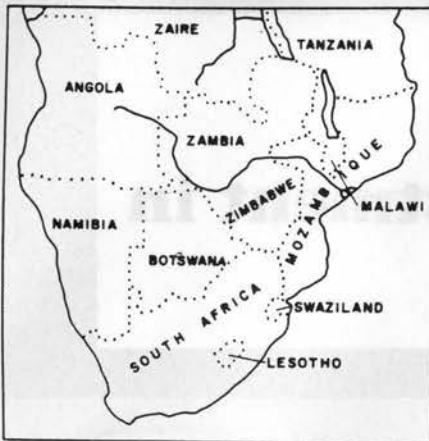 ZAIRE
TANZANIA
ANGOLA
ZAMBIA
MALAWI
MOZAMBIQUE
ZIMBABWE
NAMIBIA
BOTSWANA
SWAZILAND
SOUTH AFRICA
LESOTHO